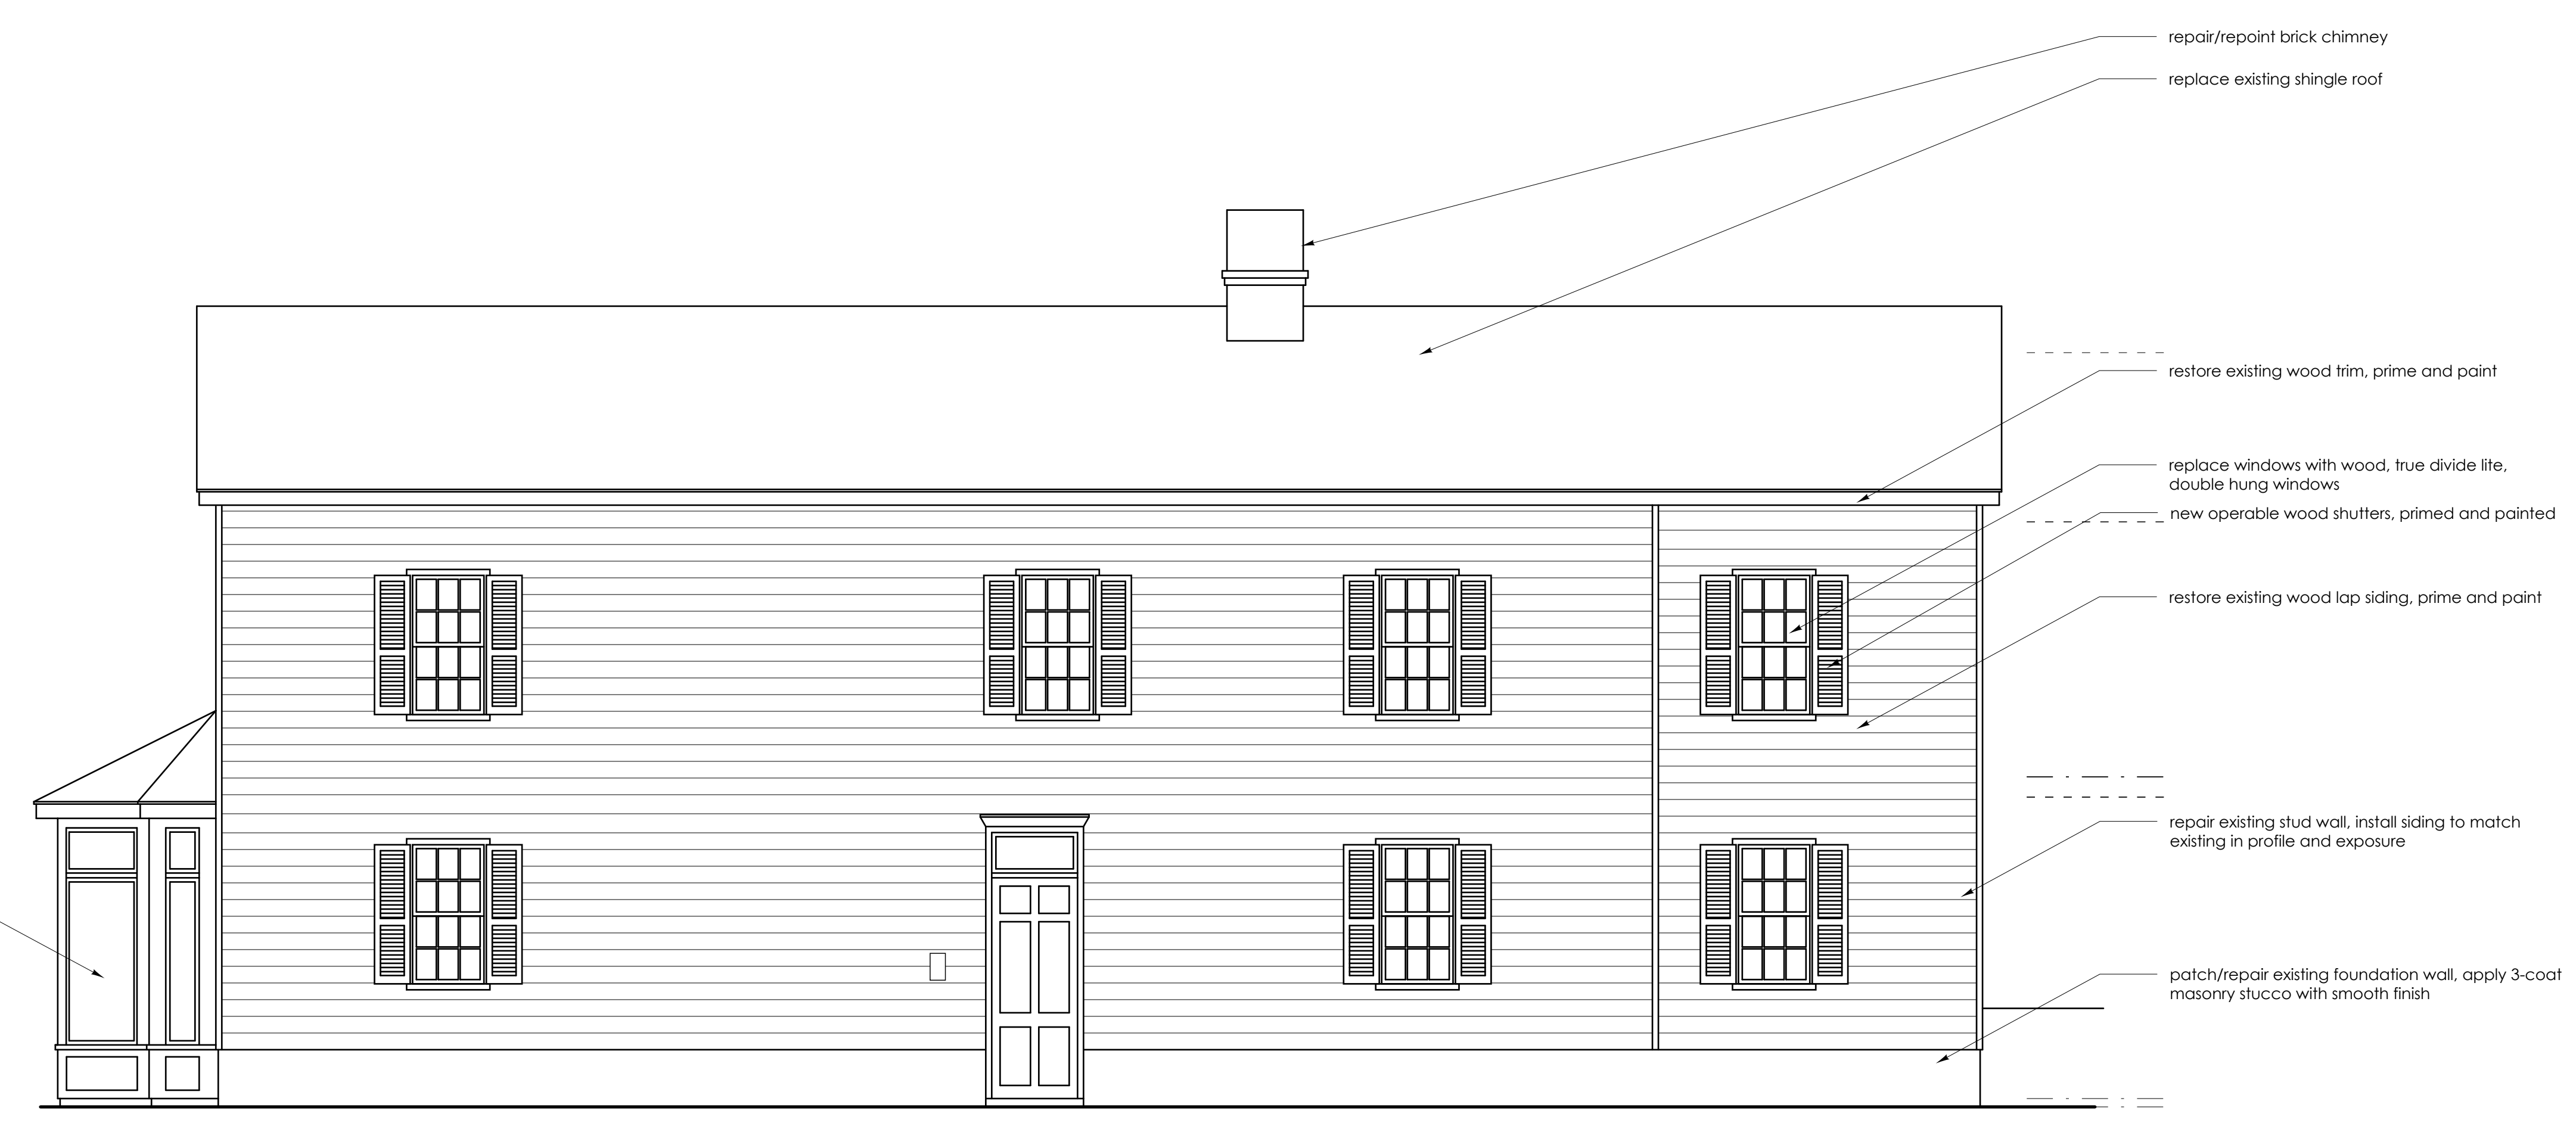 repair/repoint brick chimney
replace existing shingle roof
restore existing wood trim, prime and paint
replace windows with wood, true divide lite,
double hung windows
new operable wood shutters, primed and painted
restore existing wood lap siding, prime and paint
repair existing stud wall, install siding to match
existing in profile and exposure
patch/repair existing foundation wall, apply 3-coat
masonry stucco with smooth finish